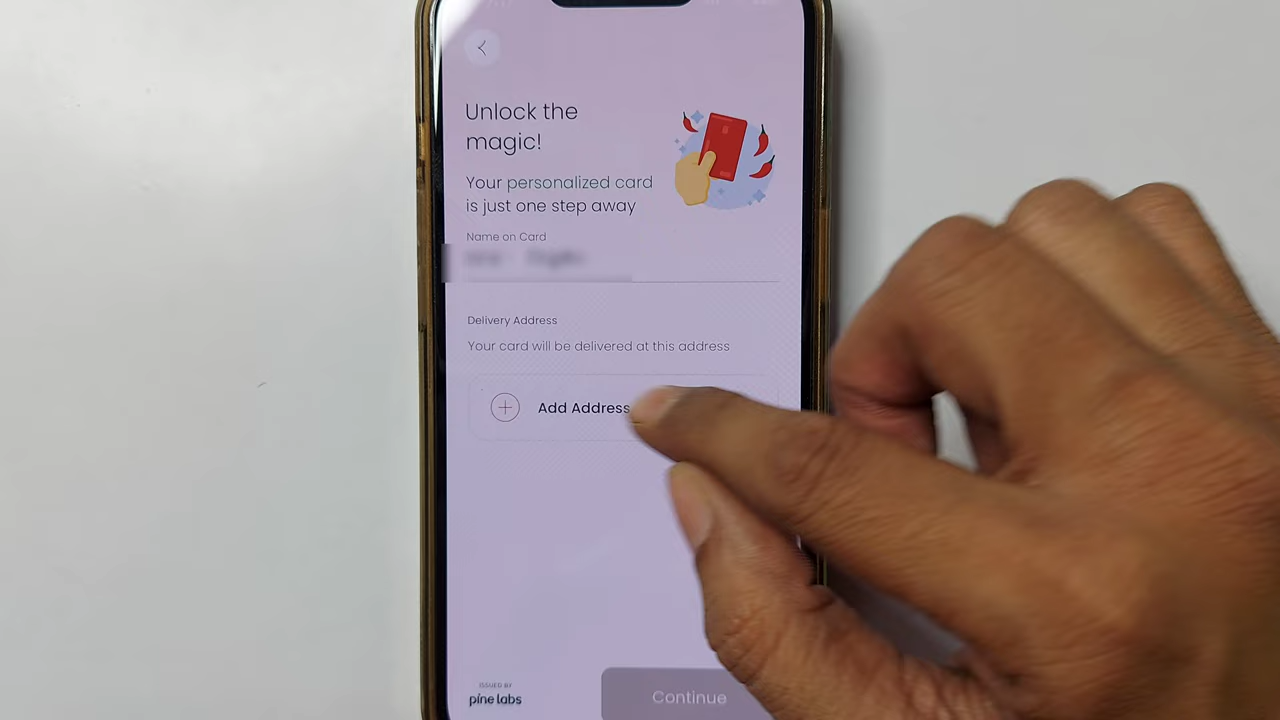 Unlock the
magic!
Your personalized card
is just one step away
Name on Card
Delivery Address
Your card will be delivered at this address
Add Address
ISSUED BY
pine labs
Continue